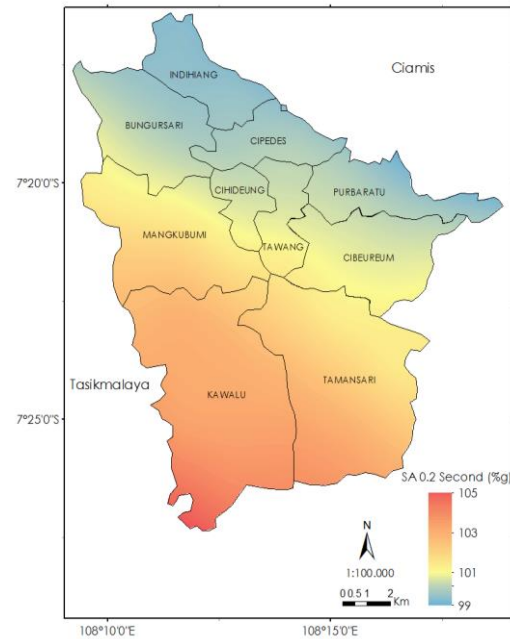 Ciamis
INDIHIANG
BUNGURSARI
CIPEDES
7°20'0"S
CIHIDEUNG
PURBARATU
MANGKUBUMI
TAWANG
CIBEUREUM
Tasikmalaya
KAWALU
TAMANSARI
7°25'0"S
SA 0.2 Second (%g)
105
103
101
99
N
1:100.000
0 0.5 1 2
Km
108°10'0"E
108°15'0"E